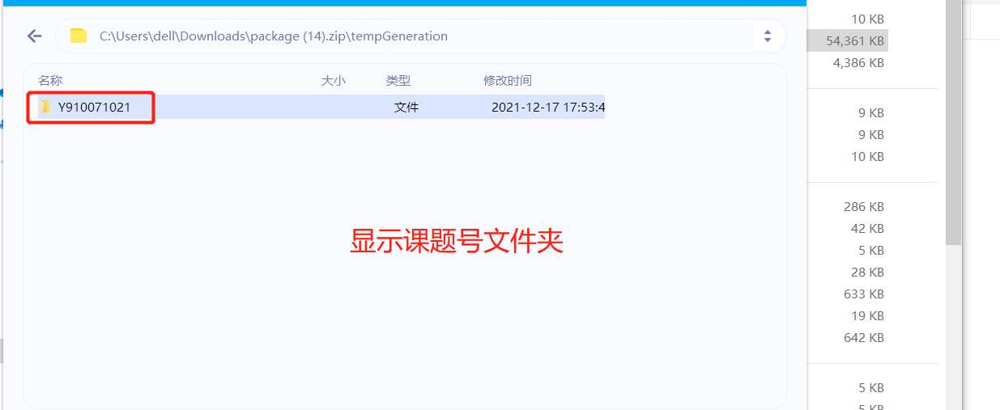 C:\Users\dell\Downloads\package (14).zip\tempGeneration
名称 大小 类型 修改时间
Y910071021 文件 2021-12-17 17:53:4
显示课题号文件夹
10 KB
54,361 KB
4,386 KB
9 KB
9 KB
10 KB
286 KB
42 KB
5 KB
28 KB
633 KB
19 KB
642 KB
5 KB
5 KB